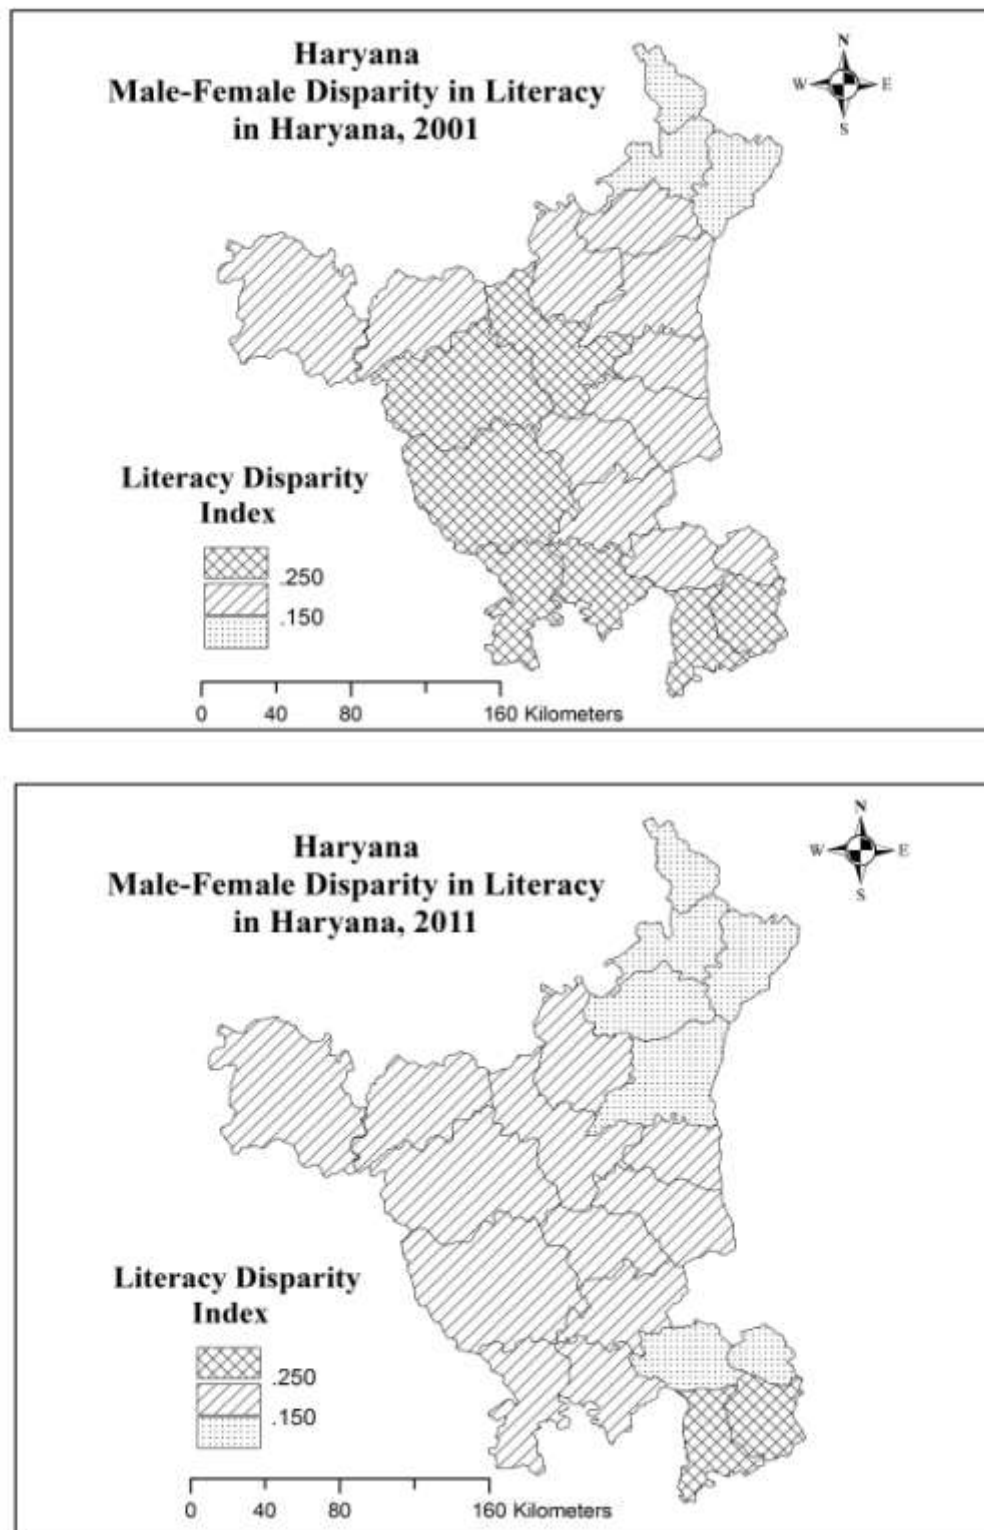 Haryana
Male-Female Disparity in Literacy
in Haryana, 2001
N
W E
S
Literacy Disparity
Index
.250
.150
0 40 80 160 Kilometers
Haryana
Male-Female Disparity in Literacy
in Haryana, 2011
N
W E
S
Literacy Disparity
Index
.250
.150
0 40 80 160 Kilometers